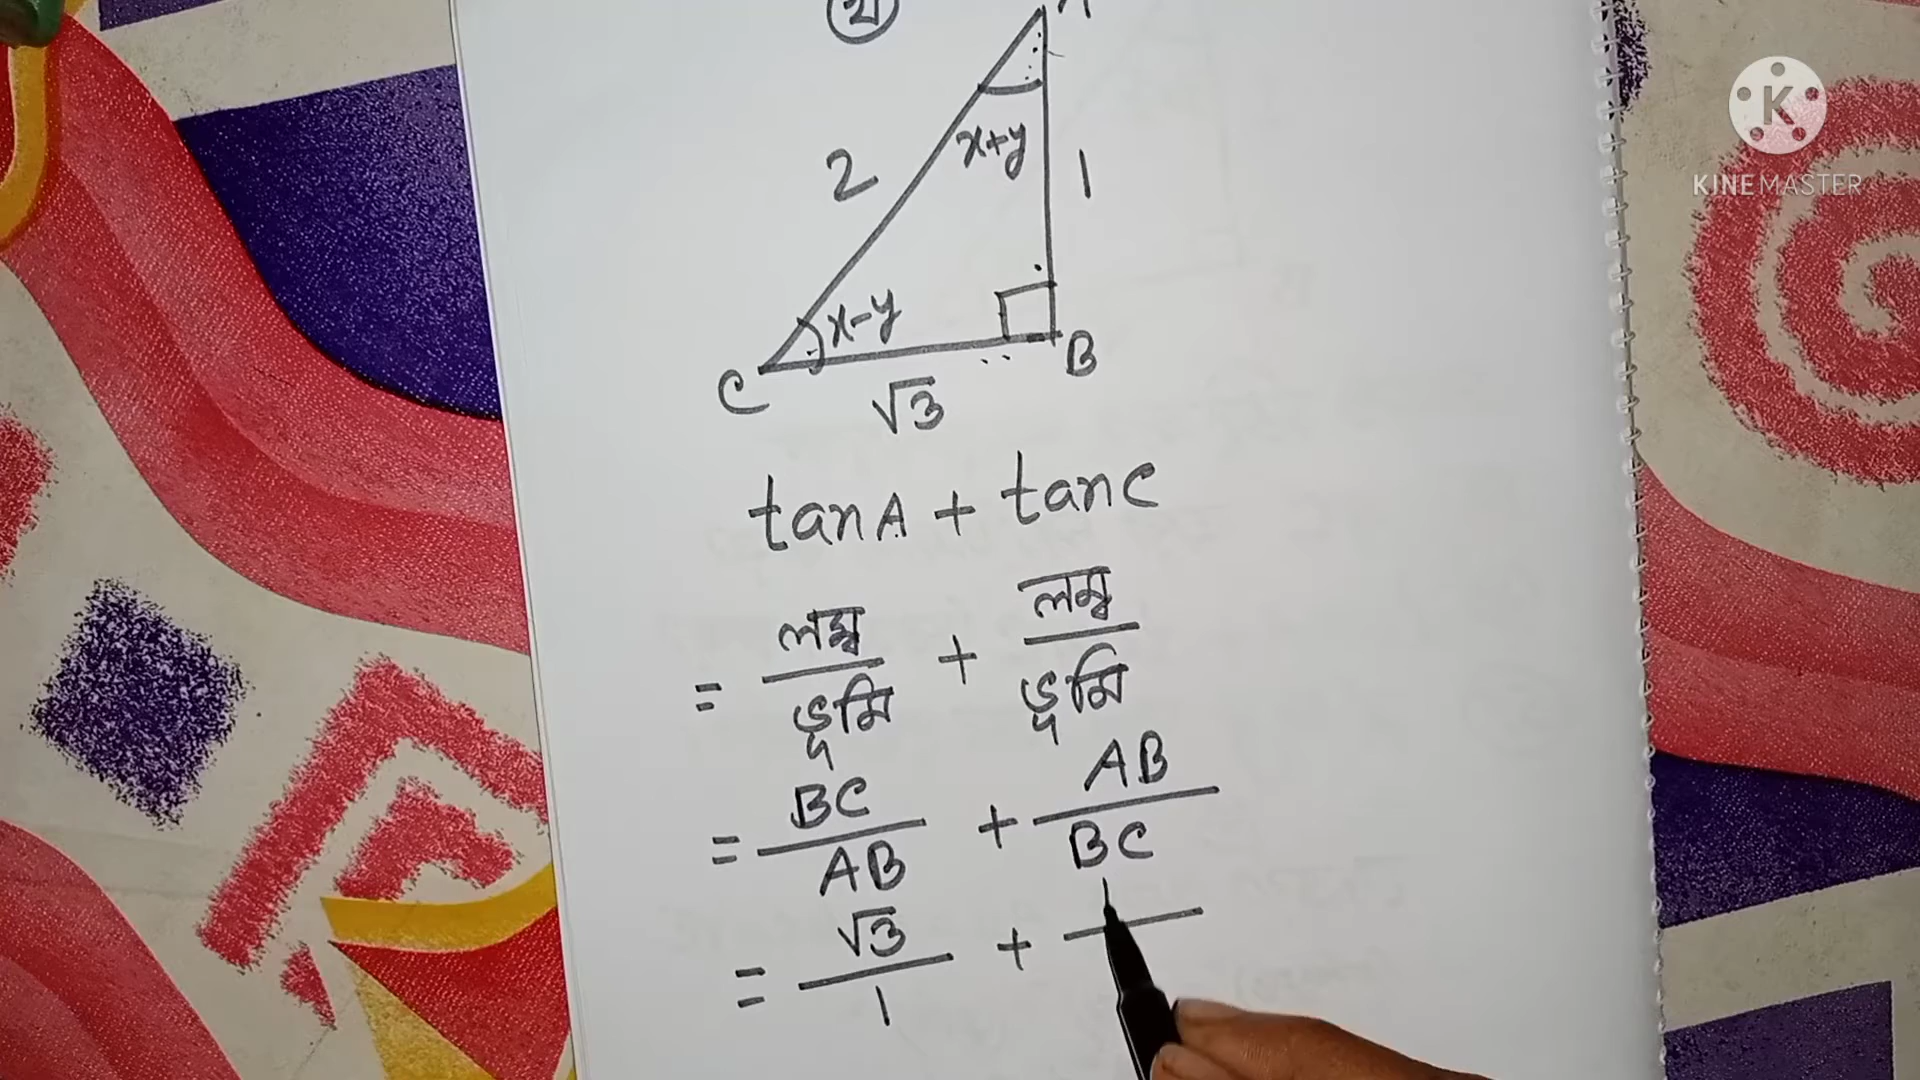 খ
KINEMASTER
x+y
2
1
x-y
C
B
√3
tanA + tanC
= লম্ব/ভূমি + লম্ব/ভূমি
= BC/AB + AB/BC
= √3/1 +